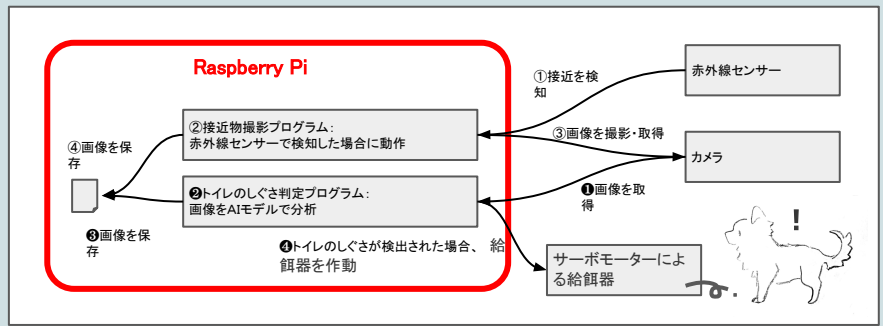 Raspberry Pi
①接近を検
知
赤外線センサー
②接近物撮影プログラム：
赤外線センサーで検知した場合に動作
③画像を撮影・取得
④画像を保
存
カメラ
❷トイレのしぐさ判定プログラム：
画像をAIモデルで分析
❶画像を取
得
❸画像を保
存
❹トイレのしぐさが検出された場合、 給
餌器を作動
サーボモーターによ
る給餌器
!